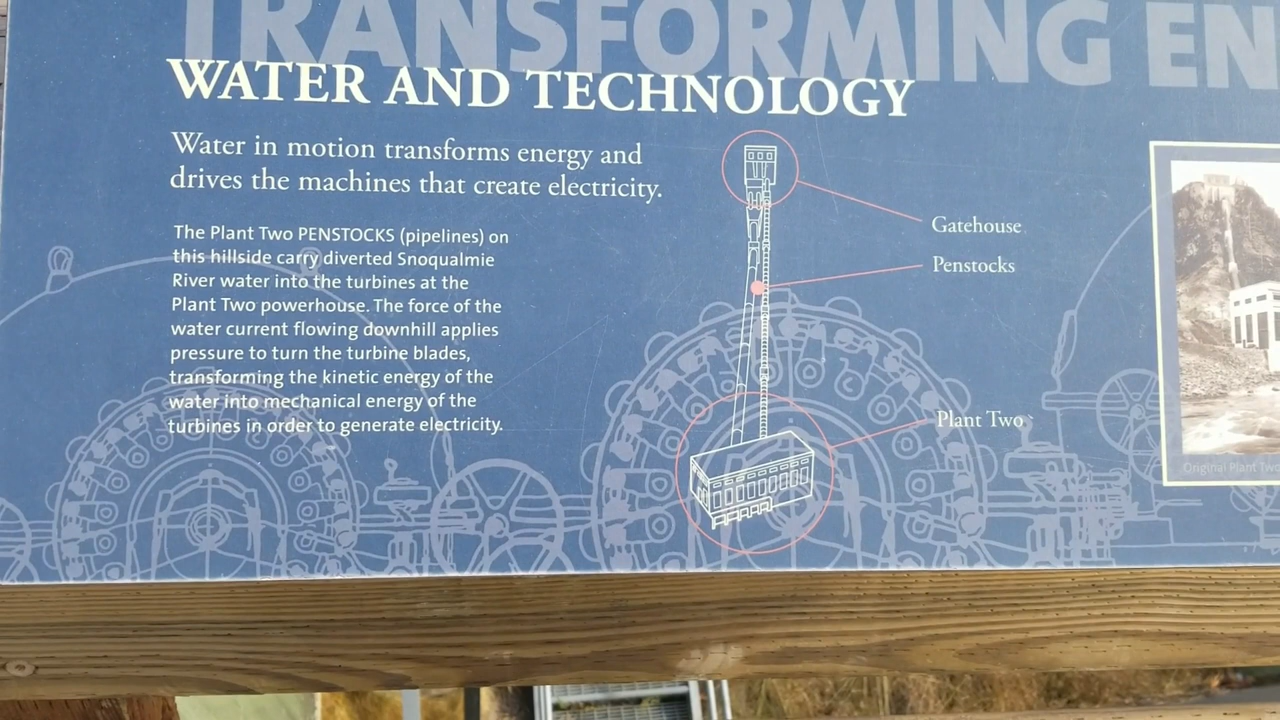 TRANSFORMING EN
WATER AND TECHNOLOGY
Water in motion transforms energy and
drives the machines that create electricity.
The Plant Two PENSTOCKS (pipelines) on
this hillside carry diverted Snoqualmie
River water into the turbines at the
Plant Two powerhouse. The force of the
water current flowing downhill applies
pressure to turn the turbine blades,
transforming the kinetic energy of the
water into mechanical energy of the
turbines in order to generate electricity.
Gatehouse
Penstocks
Plant Two
Original Plant Two